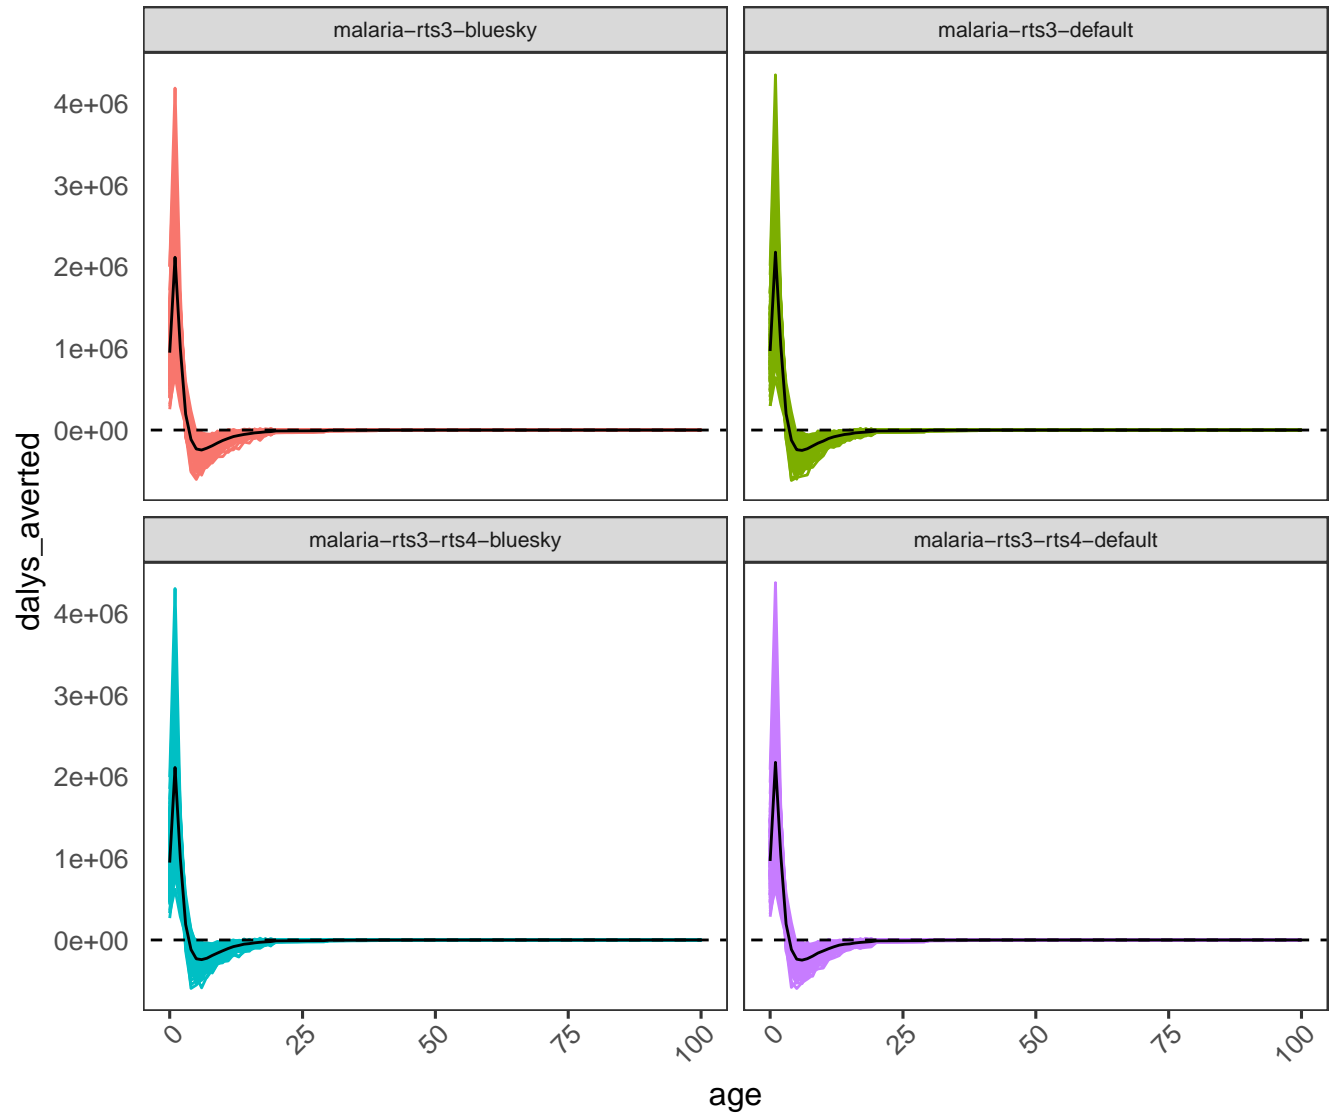 malaria−rts3−bluesky
malaria−rts3−default
4e+06
3e+06
2e+06
1e+06
0e+00
malaria−rts3−rts4−bluesky
malaria−rts3−rts4−default
4e+06
3e+06
2e+06
1e+06
0e+00
dalys_averted
0
25
50
75
100
0
25
50
75
100
age